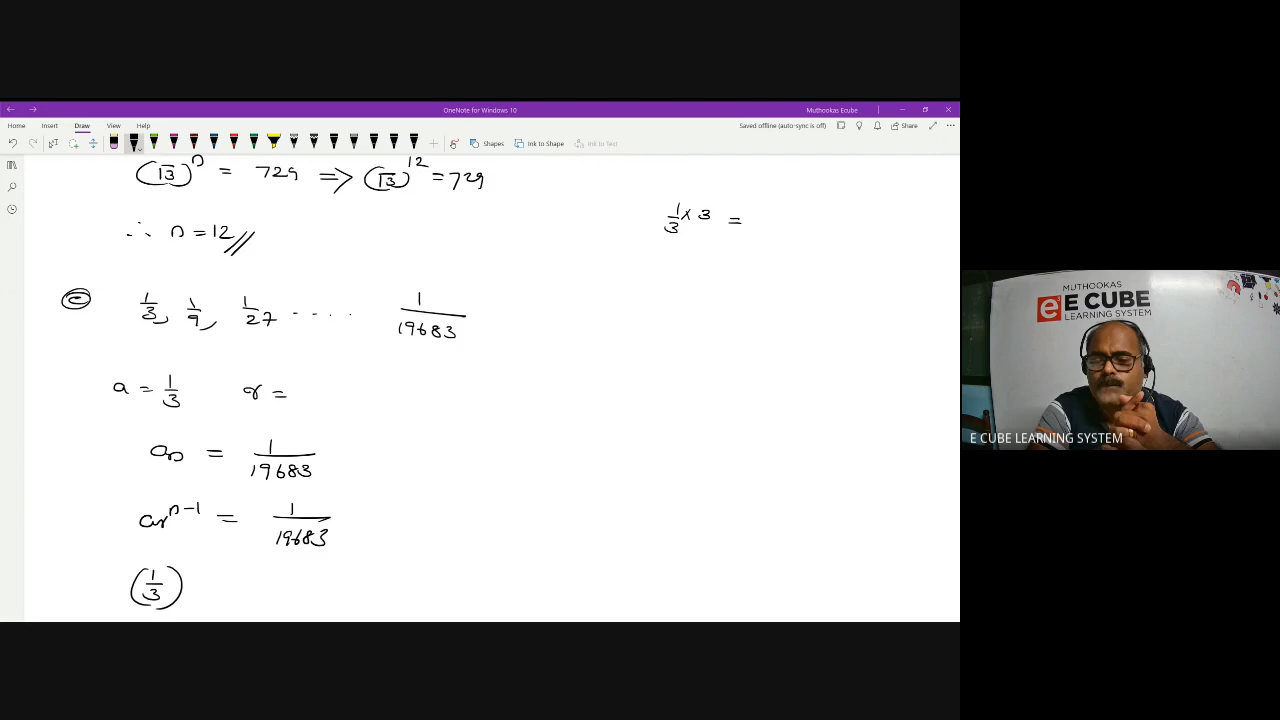 OneNote for Windows 10
Muthookas Ecube
Home Insert Draw View Help
Saved offline (auto-sync is off)
Share
Shapes
Ink to Shape
Ink to Text
(√3)ⁿ = 729 ⇒ (√3)¹² = 729
∴ n = 12 //
1/3 × 3 =
c
1/3, 1/9, 1/27 ..... 1/19683
a = 1/3 r =
aₙ = 1/19683
arⁿ⁻¹ = 1/19683
(1/3)
MUTHOOKAS
e E CUBE
LEARNING SYSTEM
E CUBE LEARNING SYSTEM